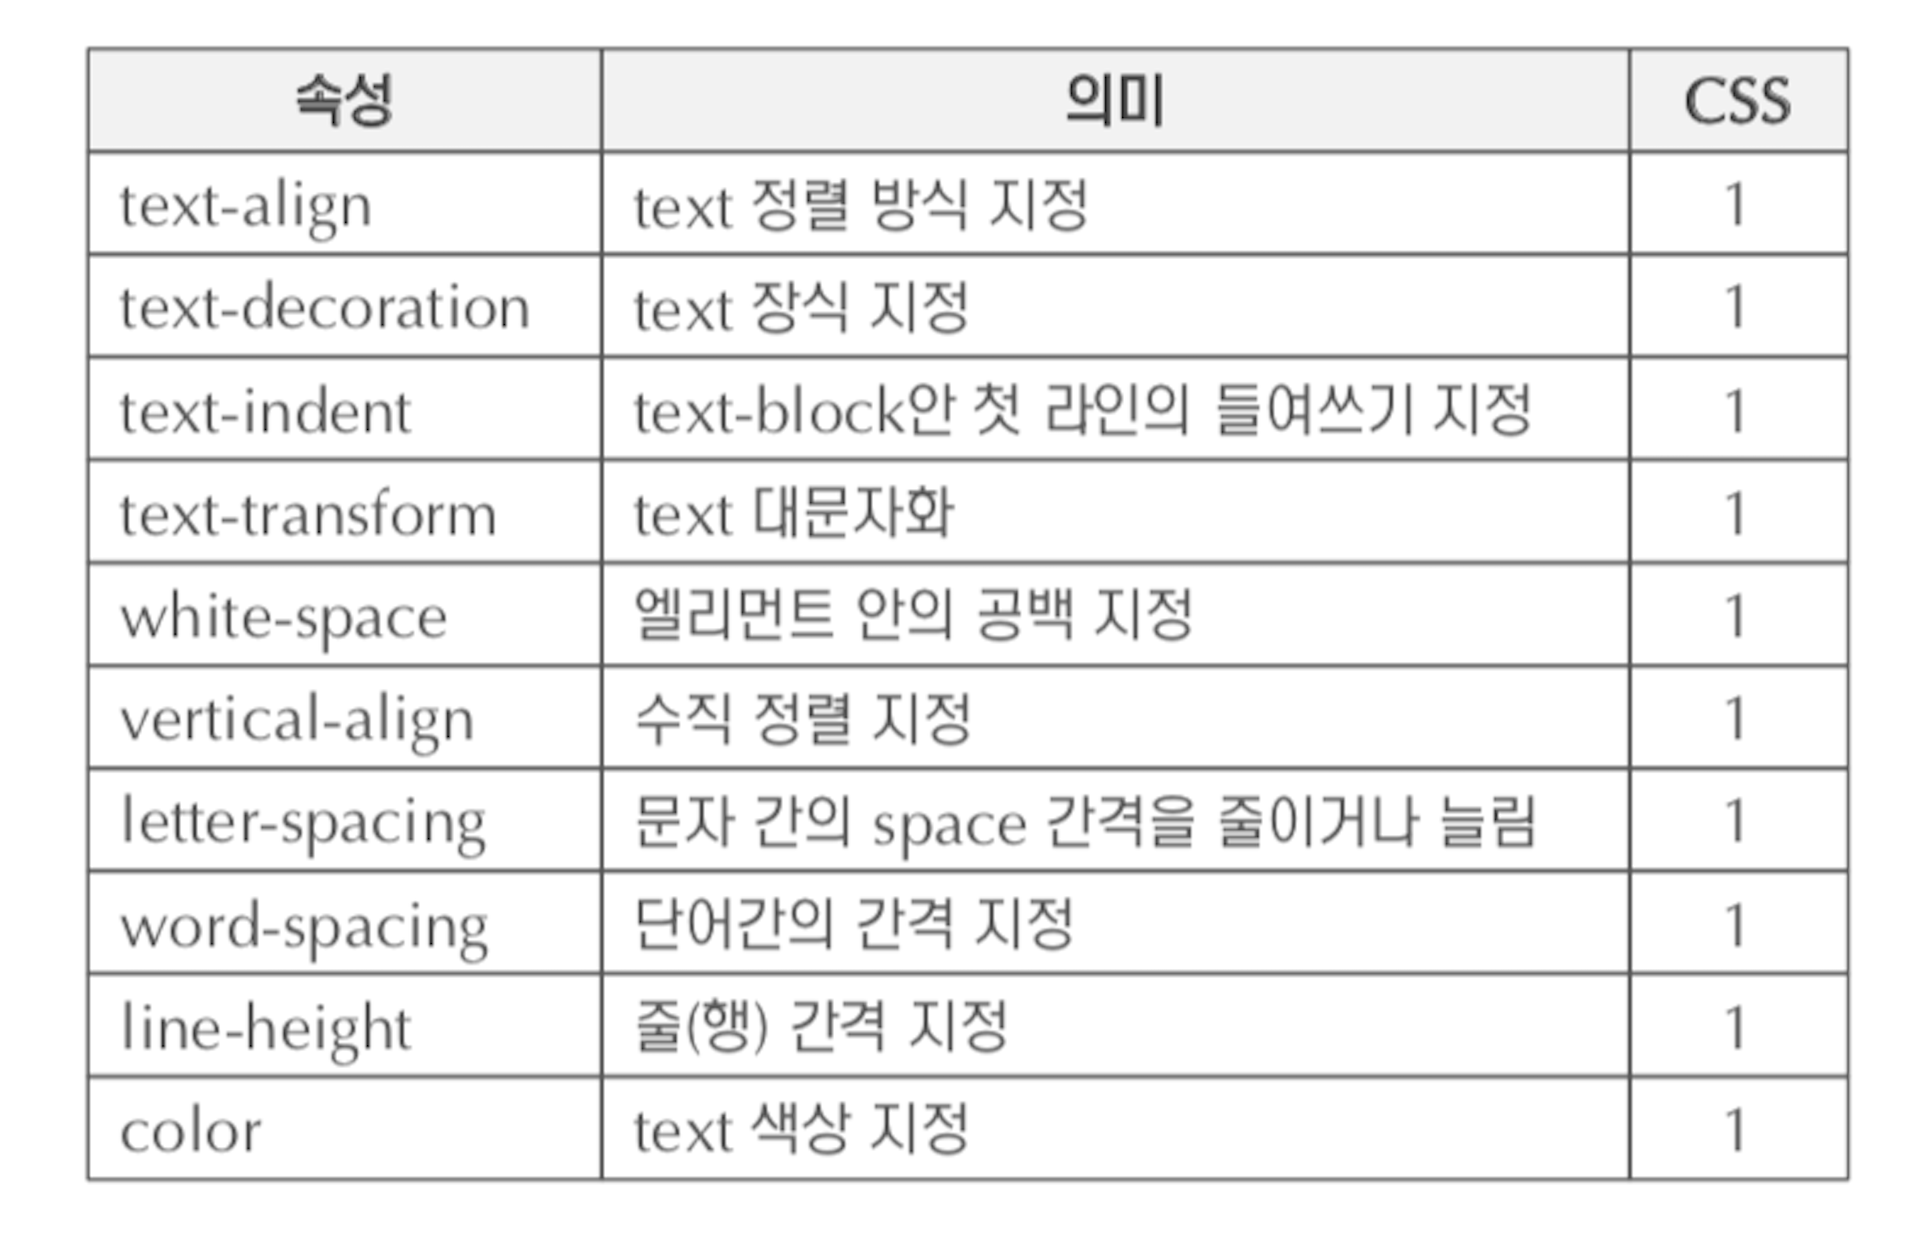 속성 의미 CSS
text-align text 정렬 방식 지정 1
text-decoration text 장식 지정 1
text-indent text-block안 첫 라인의 들여쓰기 지정 1
text-transform text 대문자화 1
white-space 엘리먼트 안의 공백 지정 1
vertical-align 수직 정렬 지정 1
letter-spacing 문자 간의 space 간격을 줄이거나 늘림 1
word-spacing 단어간의 간격 지정 1
line-height 줄(행) 간격 지정 1
color text 색상 지정 1